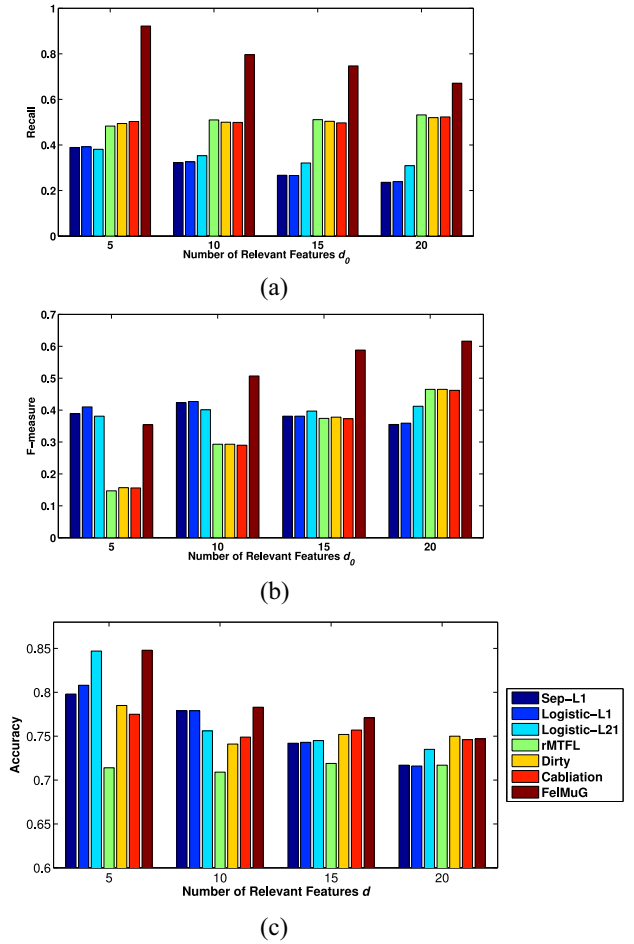 1
0.8
0.6
0.4
0.2
0
Recall
5 10 15 20
Number of Relevant Features d0
(a)
0.7
0.6
0.5
0.4
0.3
0.2
0.1
0
F-measure
5 10 15 20
Number of Relevant Features d0
(b)
0.85
0.8
0.75
0.7
0.65
0.6
Accuracy
5 10 15 20
Number of Relevant Features d
Sep-L1
Logistic-L1
Logistic-L21
rMTFL
Dirty
Cabliation
FelMuG
(c)